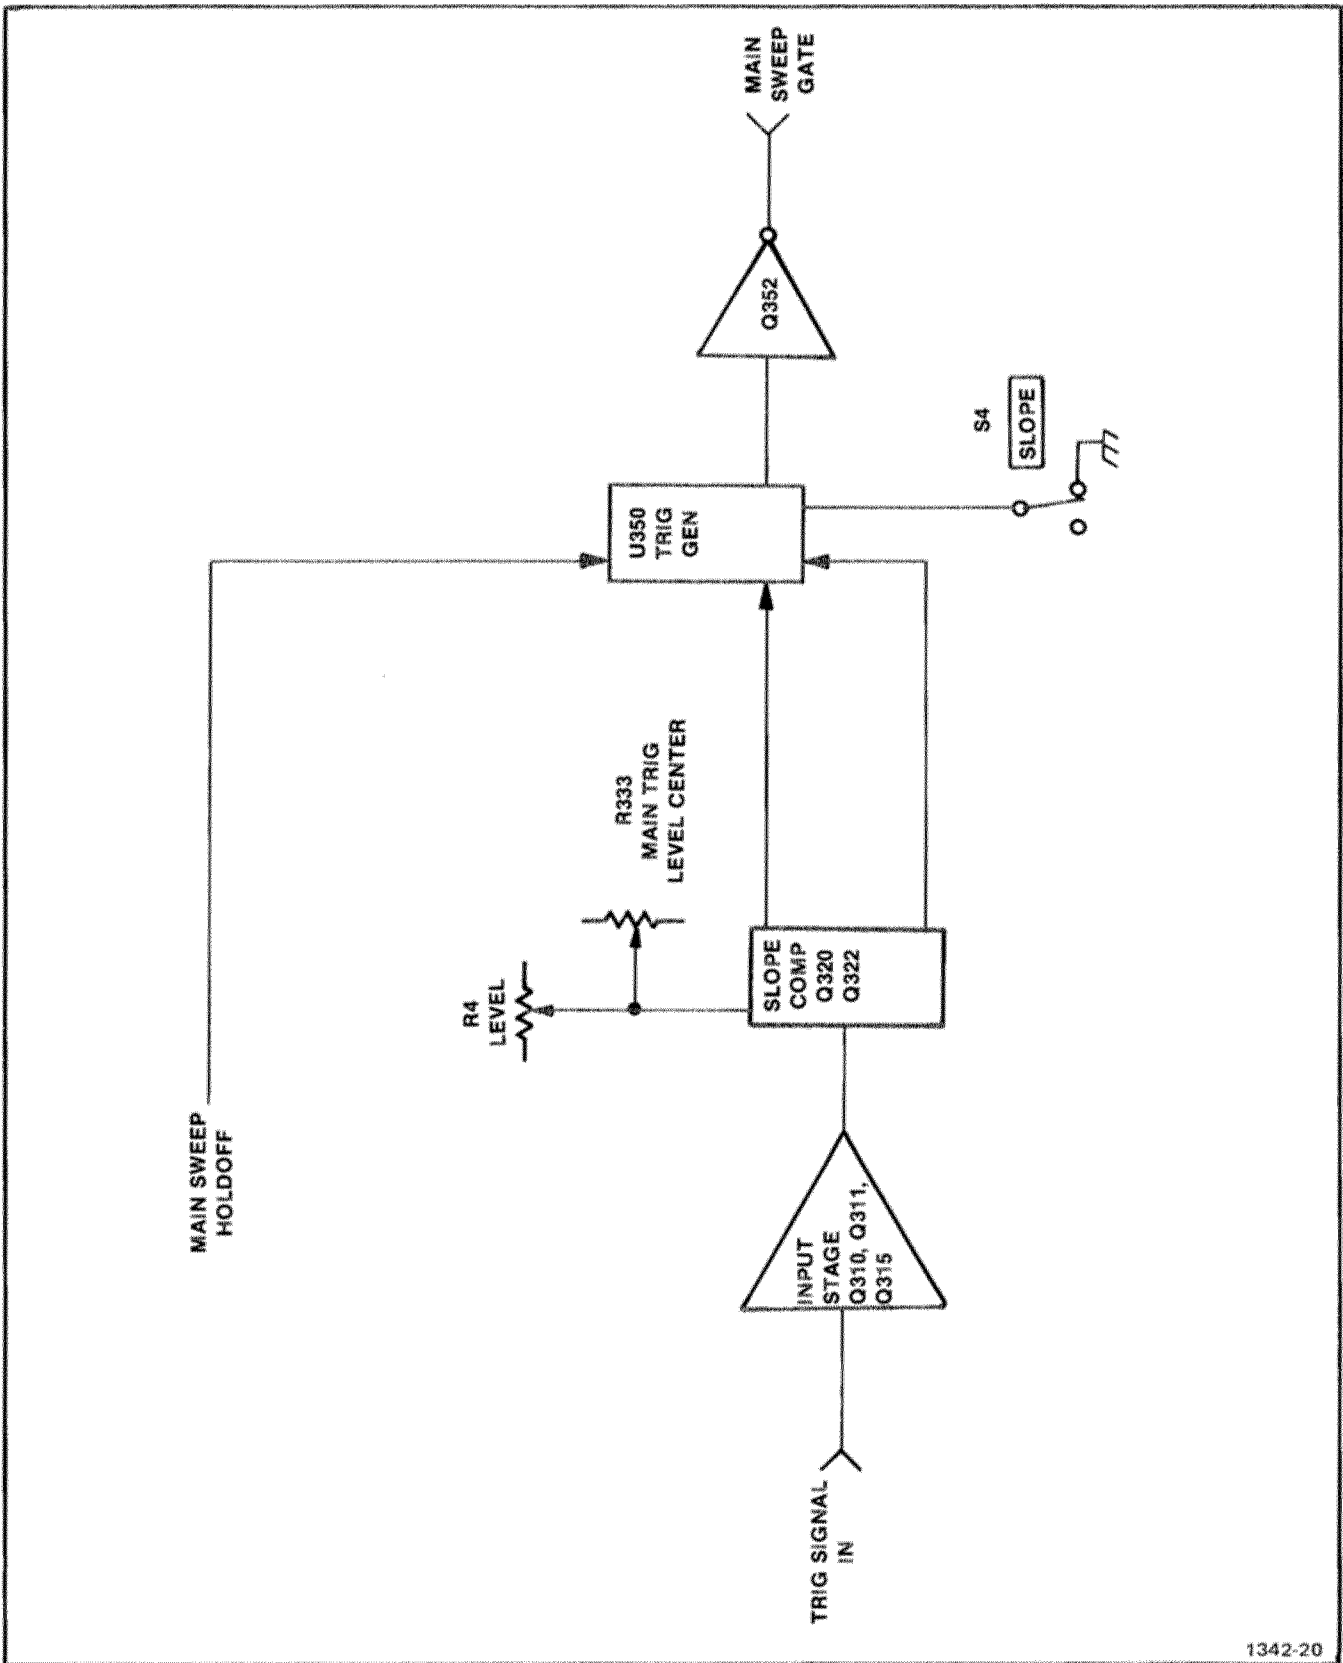 MAIN SWEEP
HOLDOFF
R4
LEVEL
R333
MAIN TRIG
LEVEL CENTER
TRIG SIGNAL
IN
INPUT
STAGE
Q310, Q311,
Q315
SLOPE
COMP
Q320
Q322
U350
TRIG
GEN
Q352
MAIN
SWEEP
GATE
S4
SLOPE
1342-20